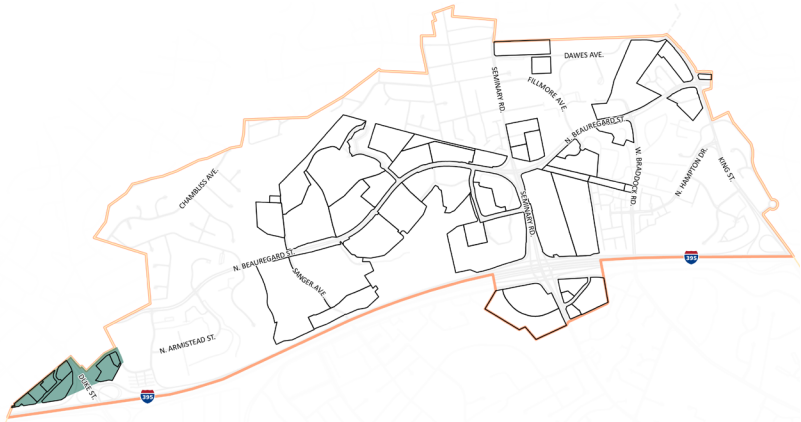 DAWES AVE.
SEMINARY RD.
FILLMORE AVE.
N. BEAUREGARD ST.
W. BRADDOCK RD.
N. HAMPTON DR.
KING ST.
CHAMBLISS AVE.
SEMINARY RD.
N. BEAUREGARD ST.
SANGER AVE.
395
N. ARMISTEAD ST.
DUKE ST.
395